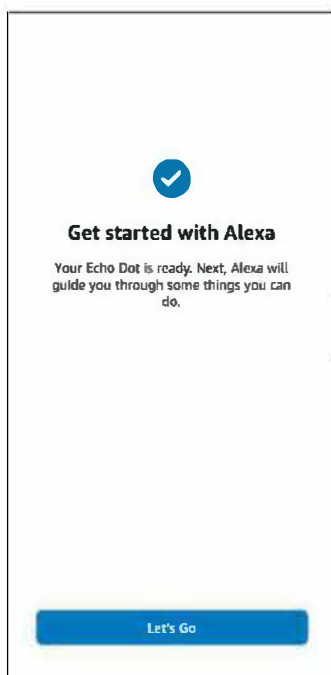 Get started with Alexa
Your Echo Dot is ready. Next, Alexa will
guide you through some things you can
do.
Let's Go